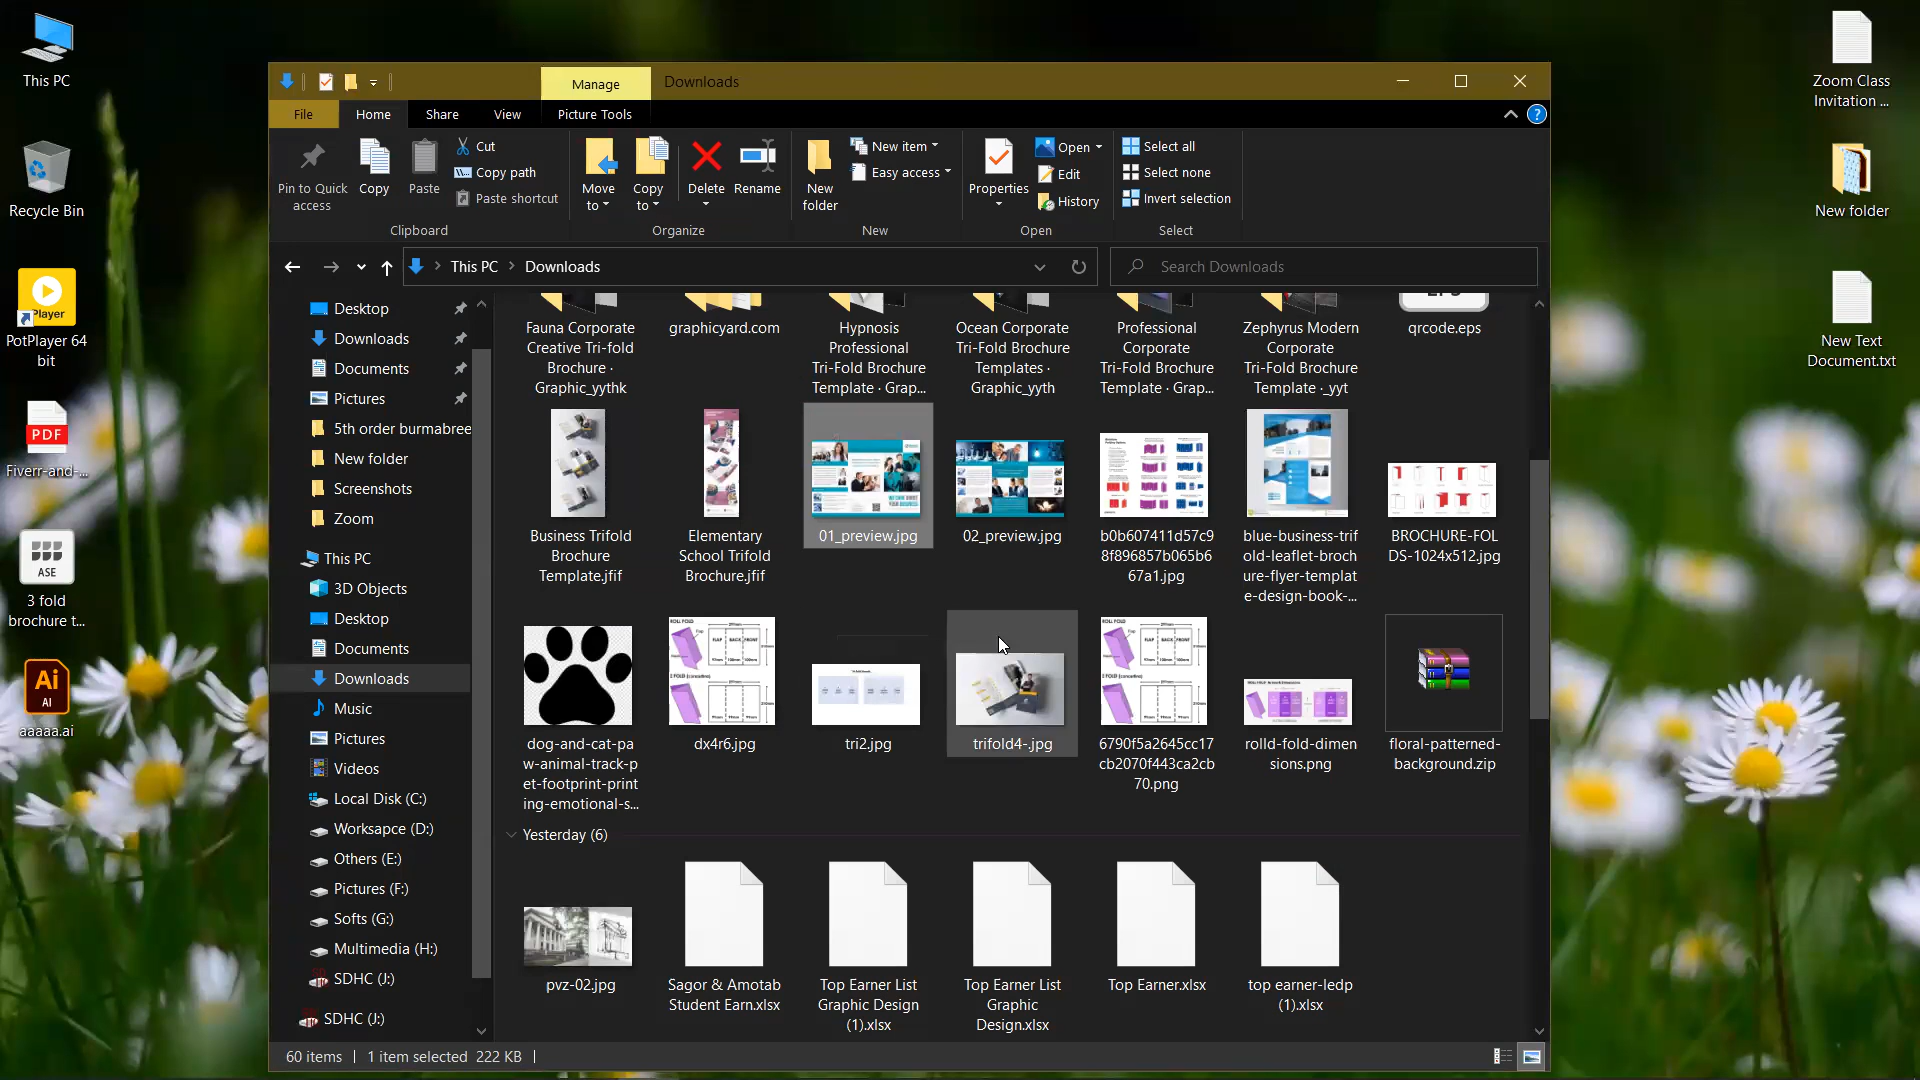 This PC
Recycle Bin
Player
PotPlayer 64
bit
PDF
Fiverr-and-...
ASE
3 fold
brochure t...
Ai
AI
aaaaa.ai
Zoom Class
Invitation ...
New folder
New Text
Document.txt
Manage
Downloads
File
Home
Share
View
Picture Tools
Pin to Quick
access
Copy
Paste
Cut
Copy path
Paste shortcut
Clipboard
Move
to
Copy
to
Delete
Rename
Organize
New
folder
New item
Easy access
New
Properties
Open
Edit
History
Open
Select all
Select none
Invert selection
Select
This PC
Downloads
Search Downloads
Desktop
Downloads
Documents
Pictures
5th order burmabree
New folder
Screenshots
Zoom
This PC
3D Objects
Desktop
Documents
Downloads
Music
Pictures
Videos
Local Disk (C:)
Worksapce (D:)
Others (E:)
Pictures (F:)
Softs (G:)
Multimedia (H:)
SDHC (J:)
SDHC (J:)
Fauna Corporate
Creative Tri-fold
Brochure ·
Graphic_yythk
graphicyard.com
Hypnosis
Professional
Tri-Fold Brochure
Template · Grap...
Ocean Corporate
Tri-Fold Brochure
Templates ·
Graphic_yyth
Professional
Corporate
Tri-Fold Brochure
Template · Grap...
Zephyrus Modern
Corporate
Tri-Fold Brochure
Template ·_yyt
qrcode.eps
Business Trifold
Brochure
Template.jfif
Elementary
School Trifold
Brochure.jfif
01_preview.jpg
02_preview.jpg
b0b607411d57c9
8f896857b065b6
67a1.jpg
blue-business-trif
old-leaflet-broch
ure-flyer-templat
e-design-book-...
BROCHURE-FOL
DS-1024x512.jpg
dog-and-cat-pa
w-animal-track-p
et-footprint-print
ing-emotional-s...
ROLL FOLD
FLAP BACK FRONT
dx4r6.jpg
tri2.jpg
trifold4-.jpg
ROLL FOLD
FLAP BACK FRONT
6790f5a2645cc17
cb2070f443ca2cb
70.png
rolld-fold-dimen
sions.png
floral-patterned-
background.zip
Yesterday (6)
pvz-02.jpg
Sagor & Amotab
Student Earn.xlsx
Top Earner List
Graphic Design
(1).xlsx
Top Earner List
Graphic
Design.xlsx
Top Earner.xlsx
top earner-ledp
(1).xlsx
60 items
1 item selected 222 KB